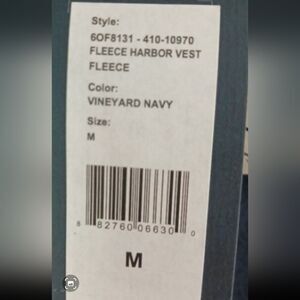 Style:
6OF8131 - 410-10970
FLEECE HARBOR VEST
FLEECE
Color:
VINEYARD NAVY
Size:
M
8 82760 06630 0
M